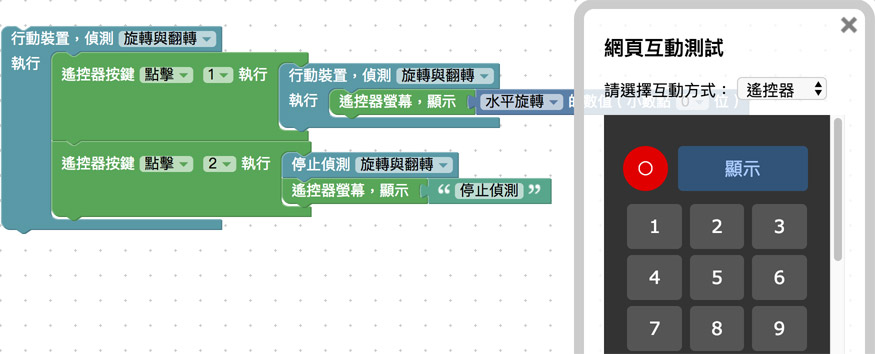 行動裝置，偵測 旋轉與翻轉
執行
遙控器按鍵 點擊 1 執行
行動裝置，偵測 旋轉與翻轉
執行 遙控器螢幕，顯示 水平旋轉 的數值 ( 小數點 0 位 )
遙控器按鍵 點擊 2 執行
停止偵測 旋轉與翻轉
遙控器螢幕，顯示 “ 停止偵測 ”
網頁互動測試
請選擇互動方式： 遙控器
顯示
1 2 3
4 5 6
7 8 9